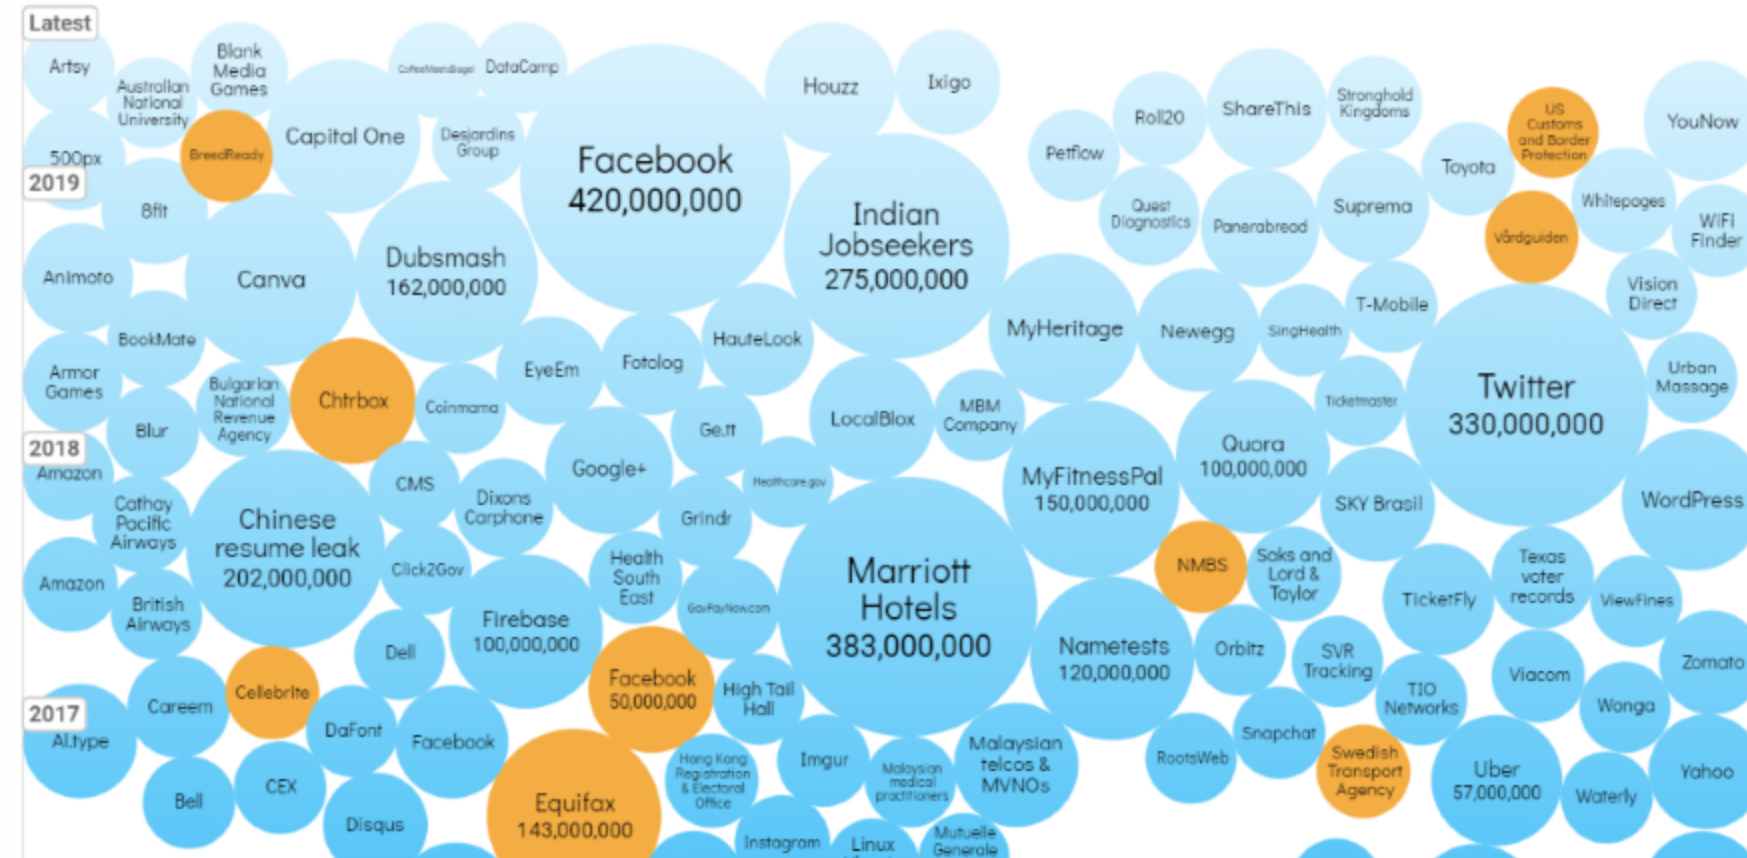 Latest
Artsy
Australian
National
University
Blank
Media
Games
CoffeeMeetsBagel
DataCamp
Houzz
Ixigo
500px
BreedReady
Capital One
Desjardins
Group
Facebook
420,000,000
Petflow
Roll20
ShareThis
Stronghold
Kingdoms
US
Customs
and Border
Protection
YouNow
Toyota
2019
8fit
Indian
Jobseekers
275,000,000
Quest
Diagnostics
Panerabread
Suprema
Vårdguiden
Whitepages
WiFi
Finder
Animoto
Canva
Dubsmash
162,000,000
MyHeritage
Newegg
SingHealth
T-Mobile
Vision
Direct
BookMate
HauteLook
Armor
Games
Bulgarian
National
Revenue
Agency
Chtrbox
Coinmama
EyeEm
Fotolog
LocalBlox
MBM
Company
Ticketmaster
Twitter
330,000,000
Urban
Massage
Blur
Ge.tt
Quora
100,000,000
2018
Amazon
CMS
Google+
Healthcare.gov
MyFitnessPal
150,000,000
SKY Brasil
WordPress
Cathay
Pacific
Airways
Chinese
resume leak
202,000,000
Dixons
Carphone
Grindr
Amazon
Click2Gov
Health
South
East
Marriott
Hotels
383,000,000
NMBS
Saks and
Lord &
Taylor
Texas
voter
records
British
Airways
Firebase
100,000,000
GovPayNow.com
TicketFly
ViewFines
Dell
Nametests
120,000,000
Orbitz
SVR
Tracking
Viacom
Zomato
Careem
Cellebrite
Facebook
50,000,000
High Tail
Hall
TIO
Networks
Wonga
2017
Al.type
DaFont
Facebook
Snapchat
Bell
CEX
Hong Kong
Registration
& Electoral
Office
Imgur
Malaysian
medical
practitioners
Malaysian
telcos &
MVNOs
RootsWeb
Swedish
Transport
Agency
Uber
57,000,000
Waterly
Yahoo
Disqus
Equifax
143,000,000
Instagram
Linux
Mutuelle
Generale